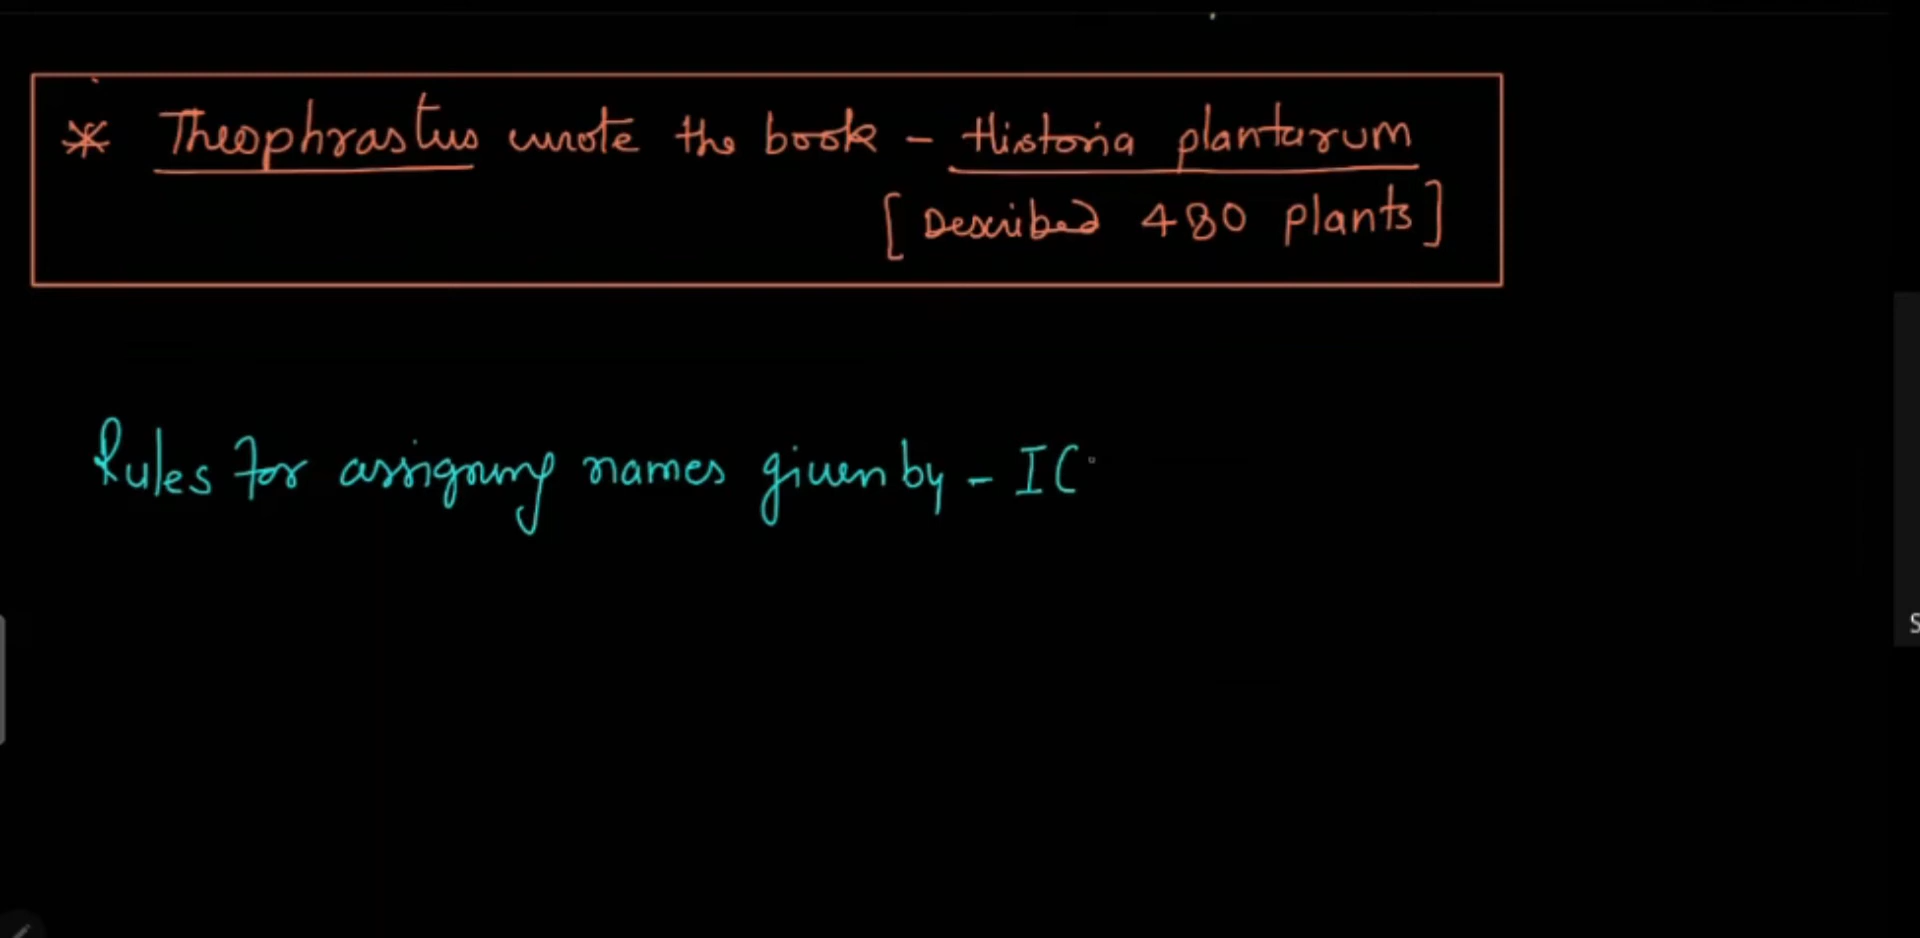 * Theophrastus wrote the book - Historia plantarum
[Described 480 plants]
Rules for assigning names given by - IC
S